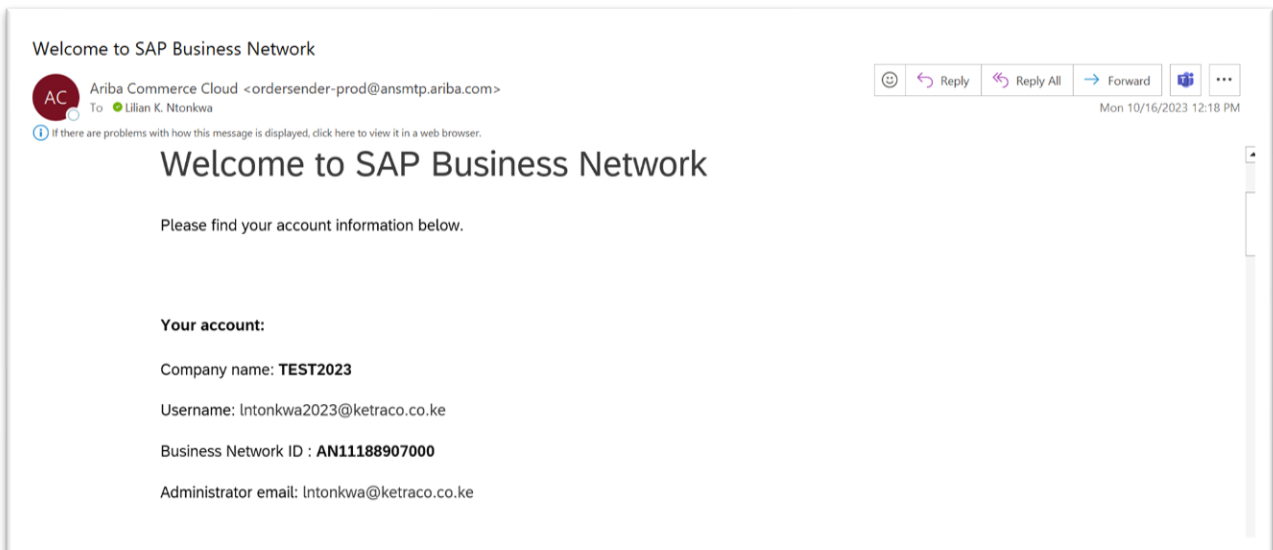 Welcome to SAP Business Network
AC
Ariba Commerce Cloud <ordersender-prod@ansmtp.ariba.com>
To Lilian K. Ntonkwa
Reply
Reply All
Forward
Mon 10/16/2023 12:18 PM
If there are problems with how this message is displayed, click here to view it in a web browser.
Welcome to SAP Business Network
Please find your account information below.
Your account:
Company name: TEST2023
Username: lntonkwa2023@ketraco.co.ke
Business Network ID : AN11188907000
Administrator email: lntonkwa@ketraco.co.ke